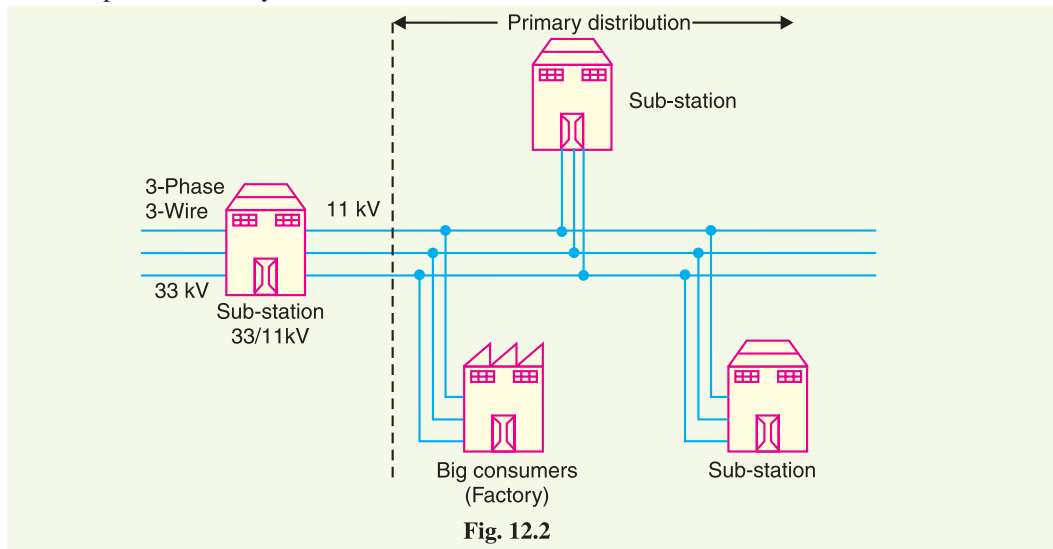 Primary distribution
Sub-station
3-Phase
3-Wire
11 kV
33 kV
Sub-station
33/11kV
Big consumers
(Factory)
Sub-station
Fig. 12.2